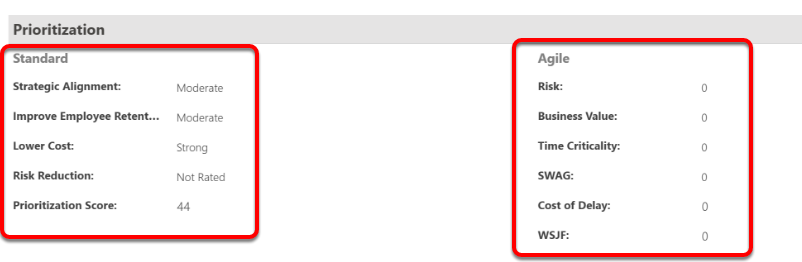 Prioritization
Standard
Strategic Alignment: Moderate
Improve Employee Retent... Moderate
Lower Cost: Strong
Risk Reduction: Not Rated
Prioritization Score: 44
Agile
Risk: 0
Business Value: 0
Time Criticality: 0
SWAG: 0
Cost of Delay: 0
WSJF: 0